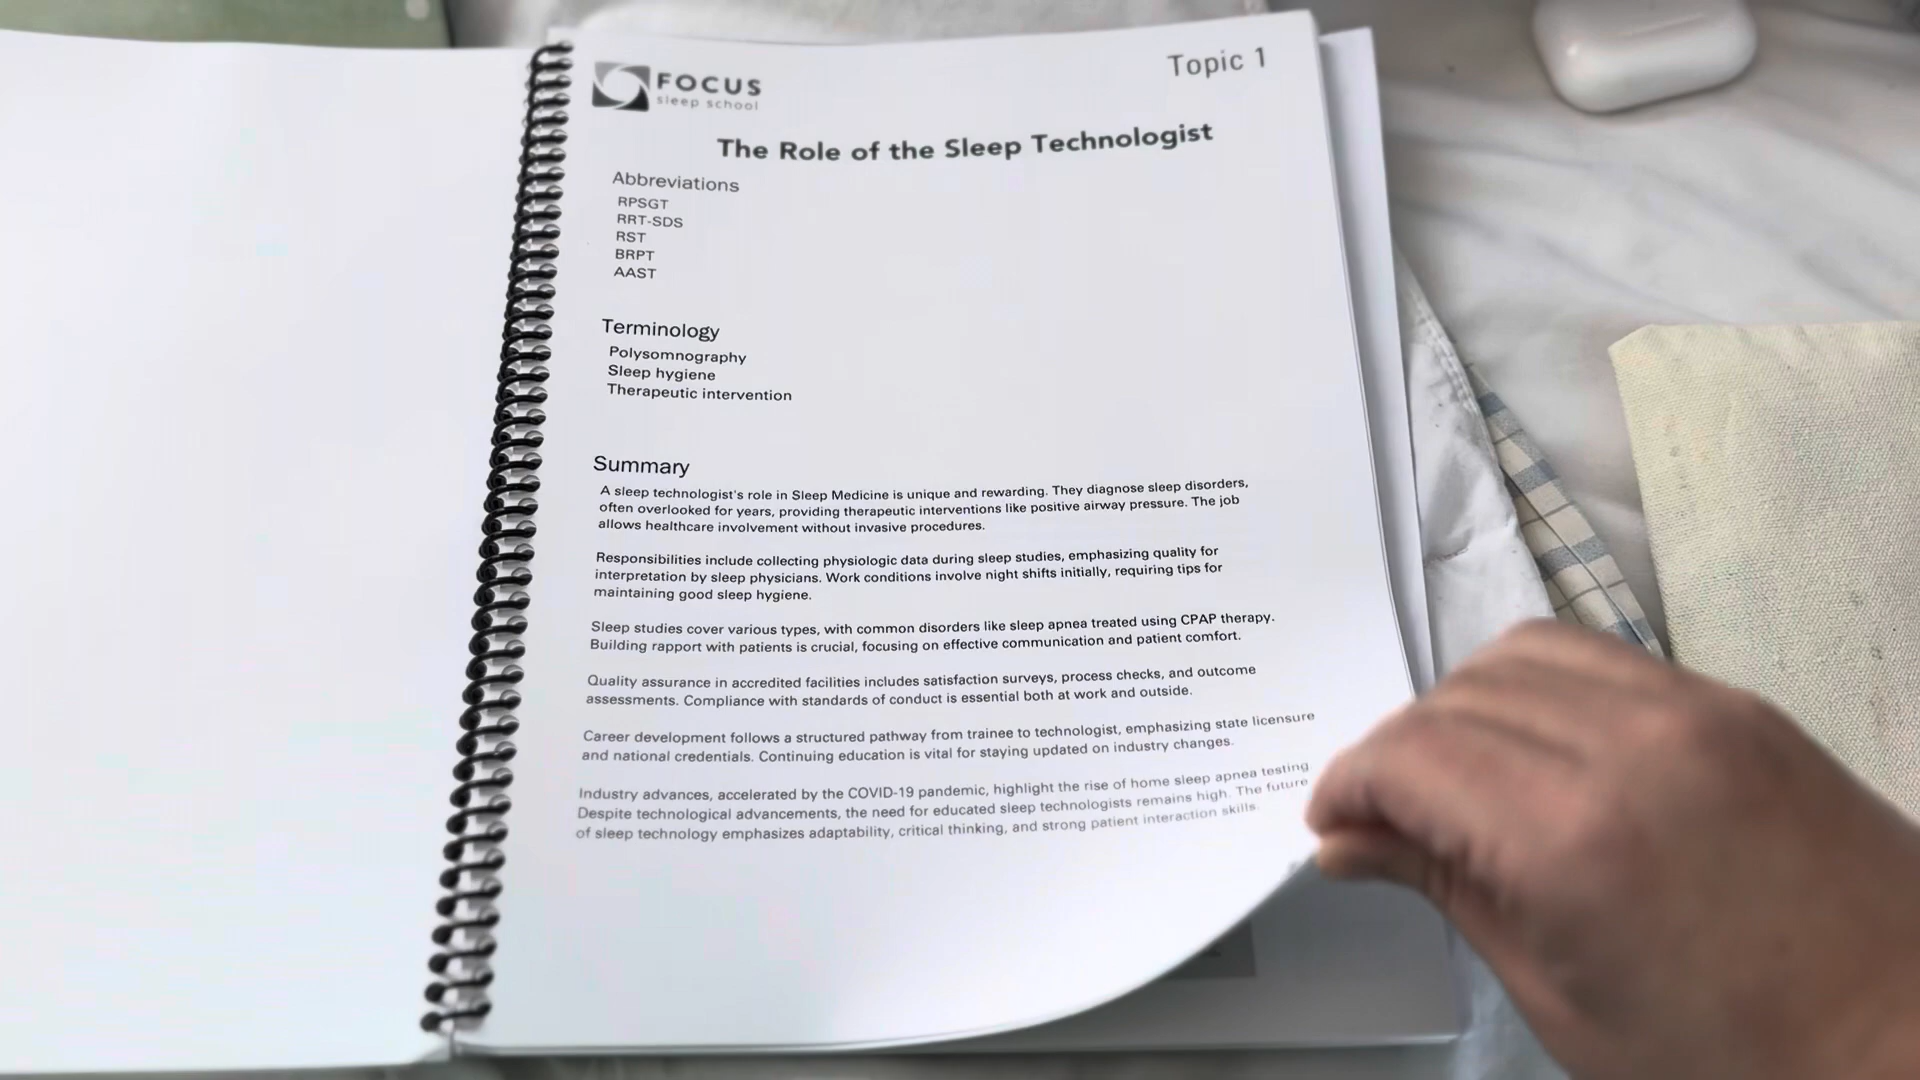 FOCUS
sleep school
Topic 1
The Role of the Sleep Technologist
Abbreviations
RPSGT
RRT-SDS
RST
BRPT
AAST
Terminology
Polysomnography
Sleep hygiene
Therapeutic intervention
Summary
A sleep technologist's role in Sleep Medicine is unique and rewarding. They diagnose sleep disorders,
often overlooked for years, providing therapeutic interventions like positive airway pressure. The job
allows healthcare involvement without invasive procedures.
Responsibilities include collecting physiologic data during sleep studies, emphasizing quality for
interpretation by sleep physicians. Work conditions involve night shifts initially, requiring tips for
maintaining good sleep hygiene.
Sleep studies cover various types, with common disorders like sleep apnea treated using CPAP therapy.
Building rapport with patients is crucial, focusing on effective communication and patient comfort.
Quality assurance in accredited facilities includes satisfaction surveys, process checks, and outcome
assessments. Compliance with standards of conduct is essential both at work and outside.
Career development follows a structured pathway from trainee to technologist, emphasizing state licensure
and national credentials. Continuing education is vital for staying updated on industry changes.
Industry advances, accelerated by the COVID-19 pandemic, highlight the rise of home sleep apnea testing.
Despite technological advancements, the need for educated sleep technologists remains high. The future
of sleep technology emphasizes adaptability, critical thinking, and strong patient interaction skills.